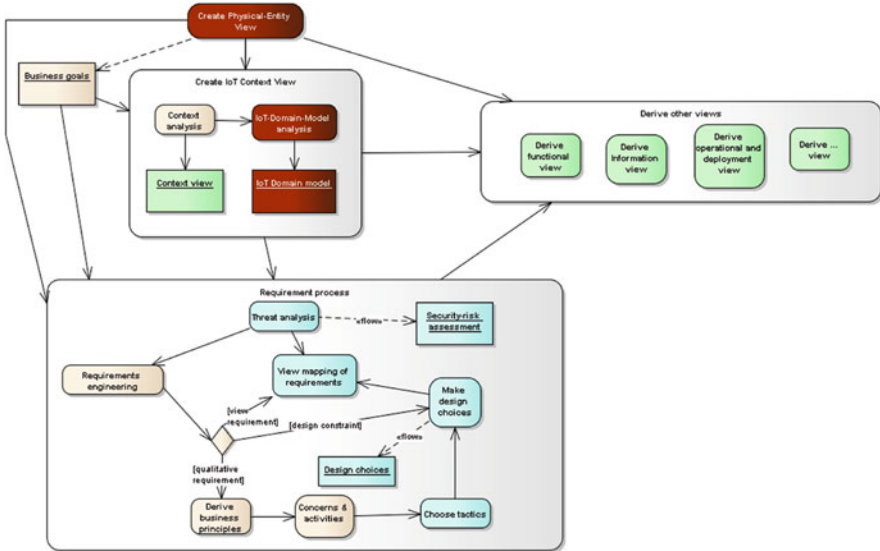 Create Physical-Entity
View
Business goals
Create IoT Context View
Context
analysis
IoT-Domain-Model
analysis
Context view
IoT Domain model
Derive other views
Derive
functional
view
Derive
Information
view
Derive
operational and
deployment
view
Derive ...
view
Requirement process
Threat analysis
«flow»
Security-risk
assessment
Requirements
engineering
View mapping of
requirements
Make
design
choices
[view
requirement]
[design constraint]
«flow»
[qualitative
requirement]
Design choices
Derive
business
principles
Concerns &
activities
Choose tactics